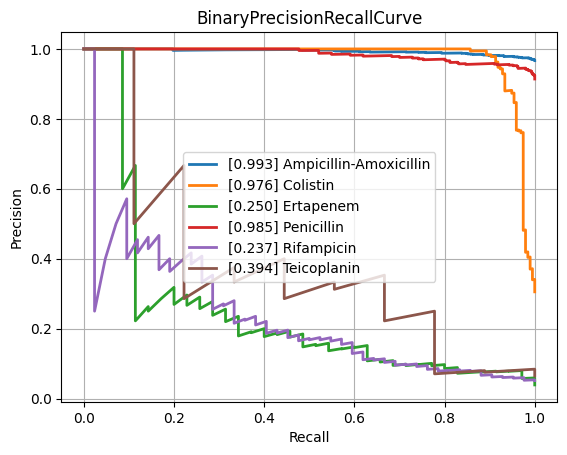 BinaryPrecisionRecallCurve
Precision
1.0
0.8
0.6
0.4
0.2
0.0
[0.993] Ampicillin-Amoxicillin
[0.976] Colistin
[0.250] Ertapenem
[0.985] Penicillin
[0.237] Rifampicin
[0.394] Teicoplanin
0.0 0.2 0.4 0.6 0.8 1.0
Recall